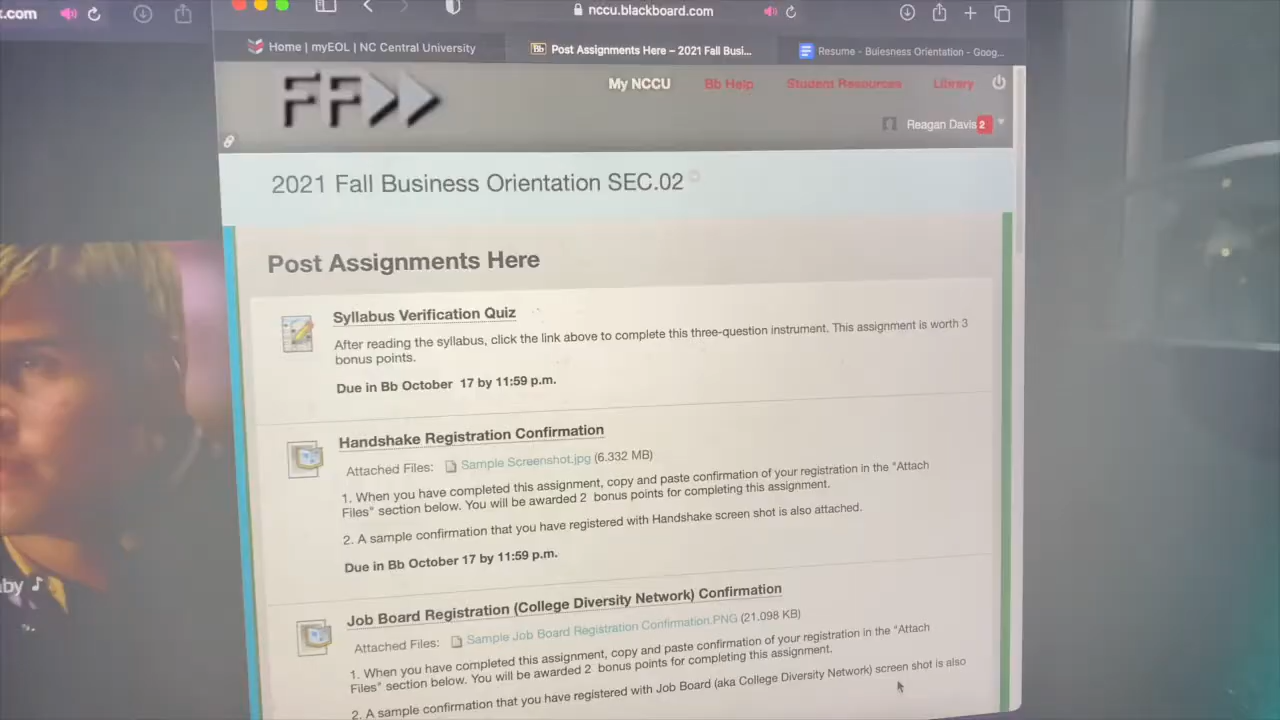 x.com
nccu.blackboard.com
Home | myEOL | NC Central University
Bb Post Assignments Here – 2021 Fall Busi...
Resume - Buiesness Orientation - Goog...
FF>>
My NCCU
Bb Help
Student Resources
Library
Reagan Davis 2
2021 Fall Business Orientation SEC.02
Post Assignments Here
Syllabus Verification Quiz
After reading the syllabus, click the link above to complete this three-question instrument. This assignment is worth 3
bonus points.
Due in Bb October 17 by 11:59 p.m.
Handshake Registration Confirmation
Attached Files: Sample Screenshot.jpg (6.332 MB)
1. When you have completed this assignment, copy and paste confirmation of your registration in the "Attach
Files" section below. You will be awarded 2 bonus points for completing this assignment.
2. A sample confirmation that you have registered with Handshake screen shot is also attached.
Due in Bb October 17 by 11:59 p.m.
aby ♪
Job Board Registration (College Diversity Network) Confirmation
Attached Files: Sample Job Board Registration Confirmation.PNG (21.098 KB)
1. When you have completed this assignment, copy and paste confirmation of your registration in the "Attach
Files" section below. You will be awarded 2 bonus points for completing this assignment.
2. A sample confirmation that you have registered with Job Board (aka College Diversity Network) screen shot is also